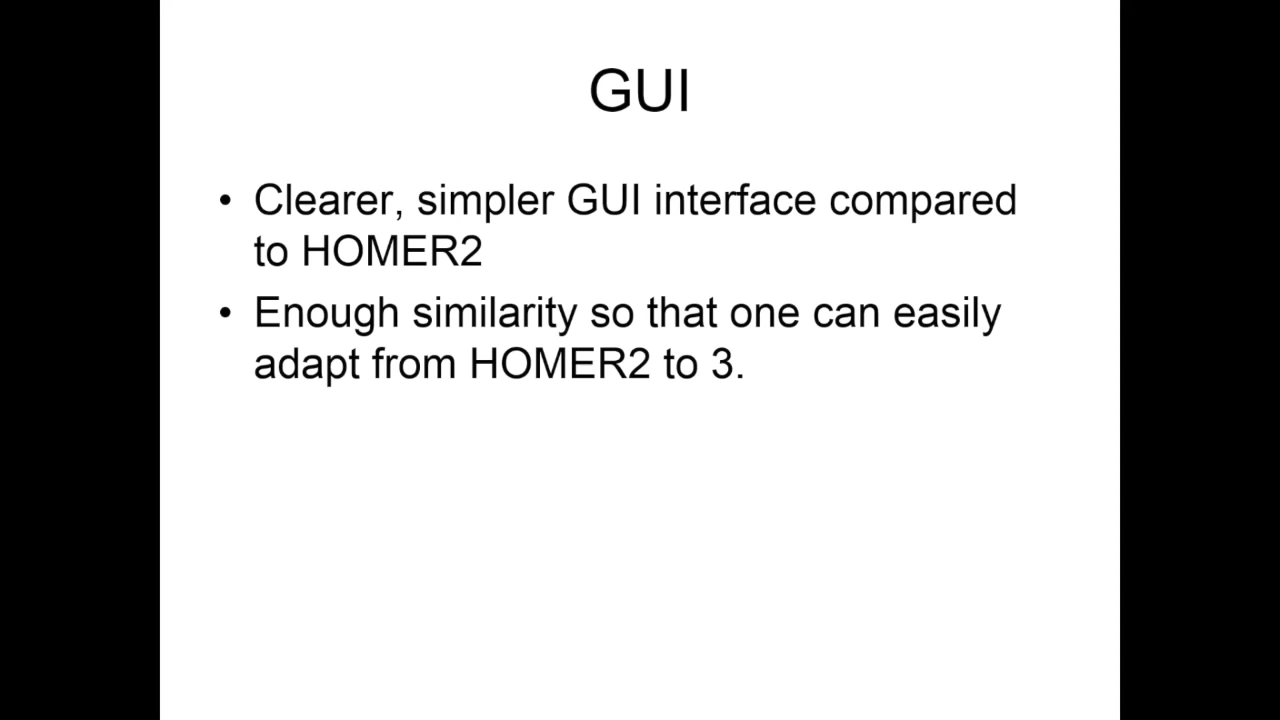 GUI
• Clearer, simpler GUI interface compared
to HOMER2
• Enough similarity so that one can easily
adapt from HOMER2 to 3.